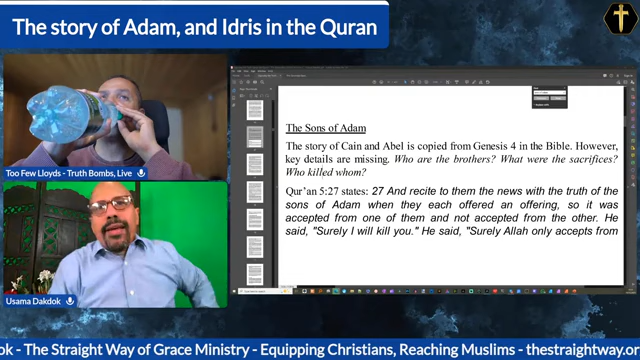 The story of Adam, and Idris in the Quran
Too Few Lloyds - Truth Bombs, Live
Usama Dakdok
The Sons of Adam
The story of Cain and Abel is copied from Genesis 4 in the Bible. However,
key details are missing. Who are the brothers? What were the sacrifices?
Who killed whom?
Qur'an 5:27 states: 27 And recite to them the news with the truth of the
sons of Adam when they each offered an offering, so it was
accepted from one of them and not accepted from the other. He
said, "Surely I will kill you." He said, "Surely Allah only accepts from
ok - The Straight Way of Grace Ministry - Equipping Christians, Reaching Muslims - thestraightway.or